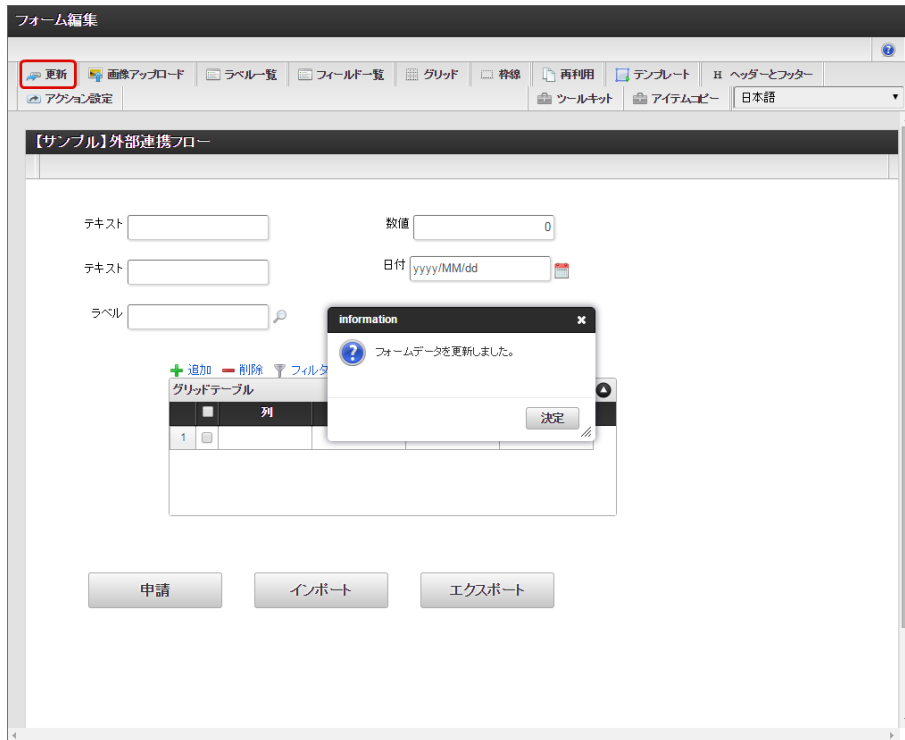 フォーム編集
更新 画像アップロード ラベル一覧 フィールド一覧 グリッド 枠線 再利用 テンプレート H ヘッダーとフッター
アクション設定 ツールキット アイテムコピー 日本語
【サンプル】外部連携フロー
テキスト 数値 0
テキスト 日付 yyyy/MM/dd
ラベル
information
フォームデータを更新しました。
追加 削除 フィルタ
グリッドテーブル
列
決定
1
申請 インポート エクスポート